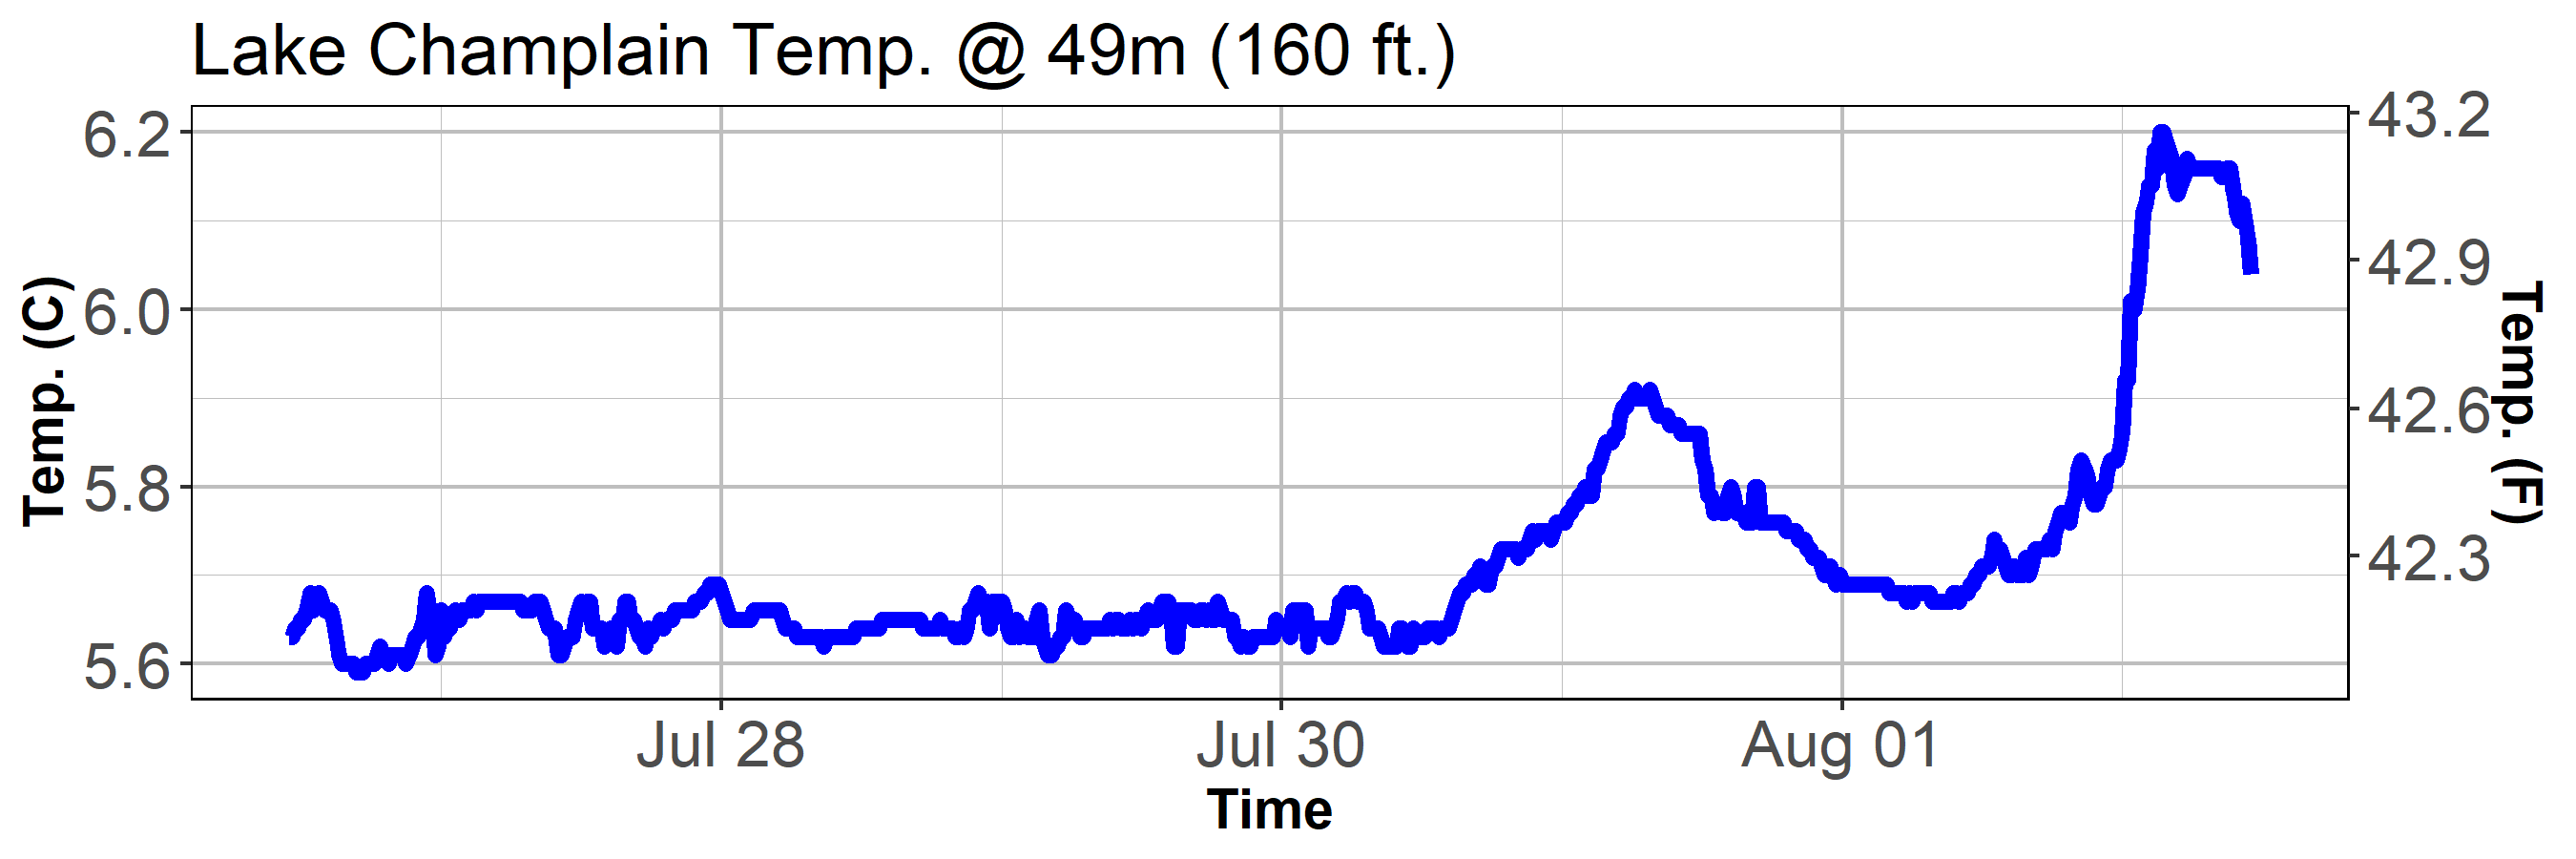 Lake Champlain Temp. @ 49m (160 ft.)
6.2
6.0
5.8
5.6
Temp. (C)
43.2
42.9
42.6
42.3
Temp. (F)
Jul 28
Jul 30
Aug 01
Time